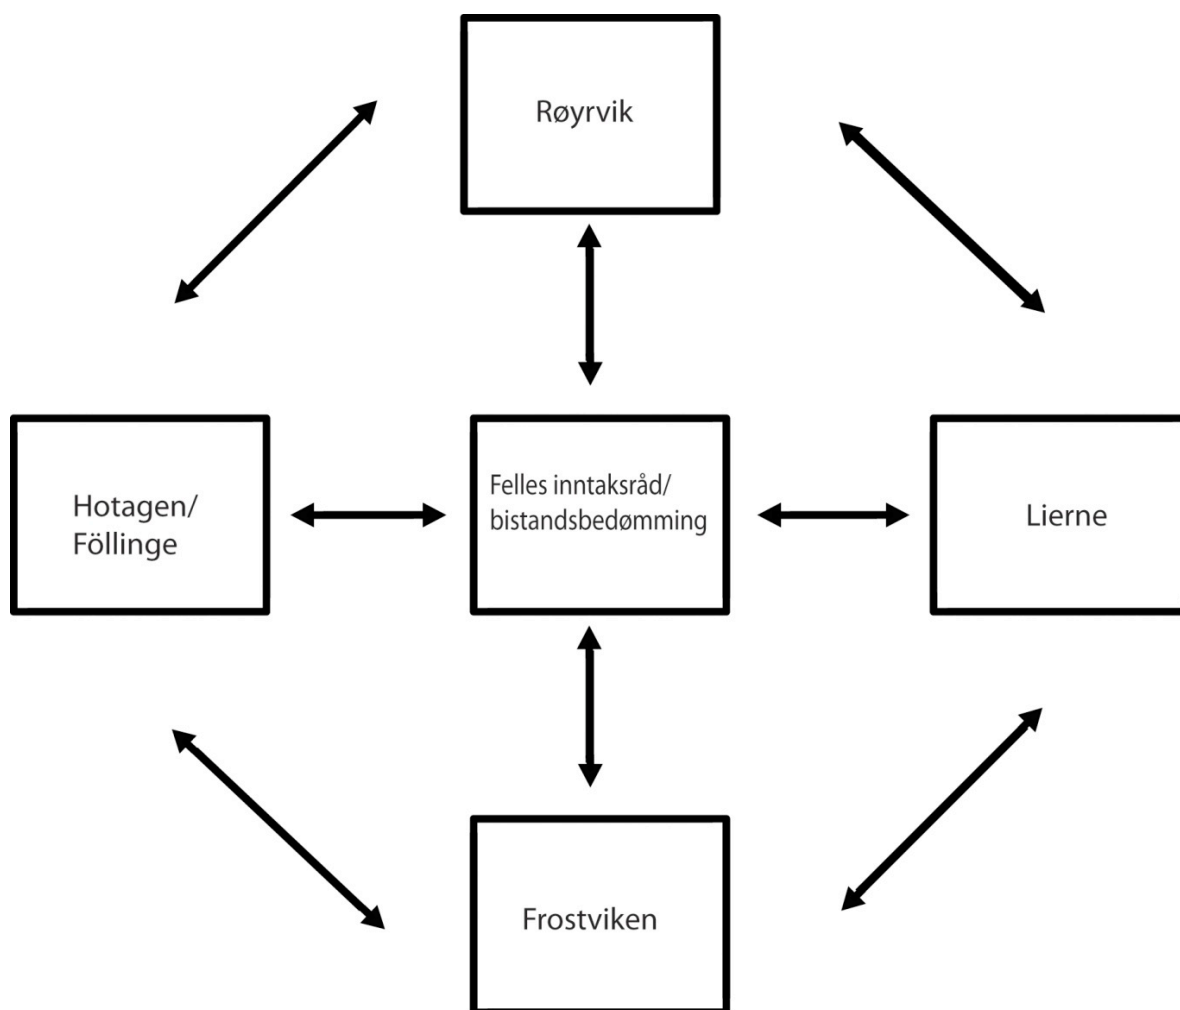 Røyrvik
Hotagen/
Föllinge
Felles inntaksråd/
bistandsbedømming
Lierne
Frostviken